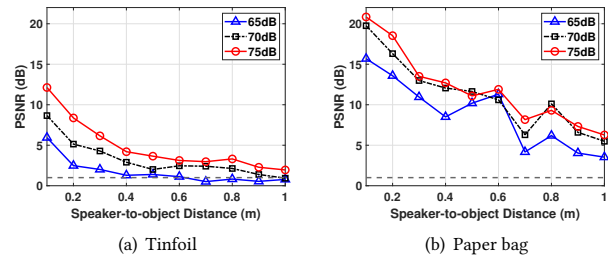 65dB
70dB
75dB
PSNR (dB)
20
15
10
5
0
0.2
0.4
0.6
0.8
1
Speaker-to-object Distance (m)
(a) Tinfoil
65dB
70dB
75dB
PSNR (dB)
20
15
10
5
0
0.2
0.4
0.6
0.8
1
Speaker-to-object Distance (m)
(b) Paper bag